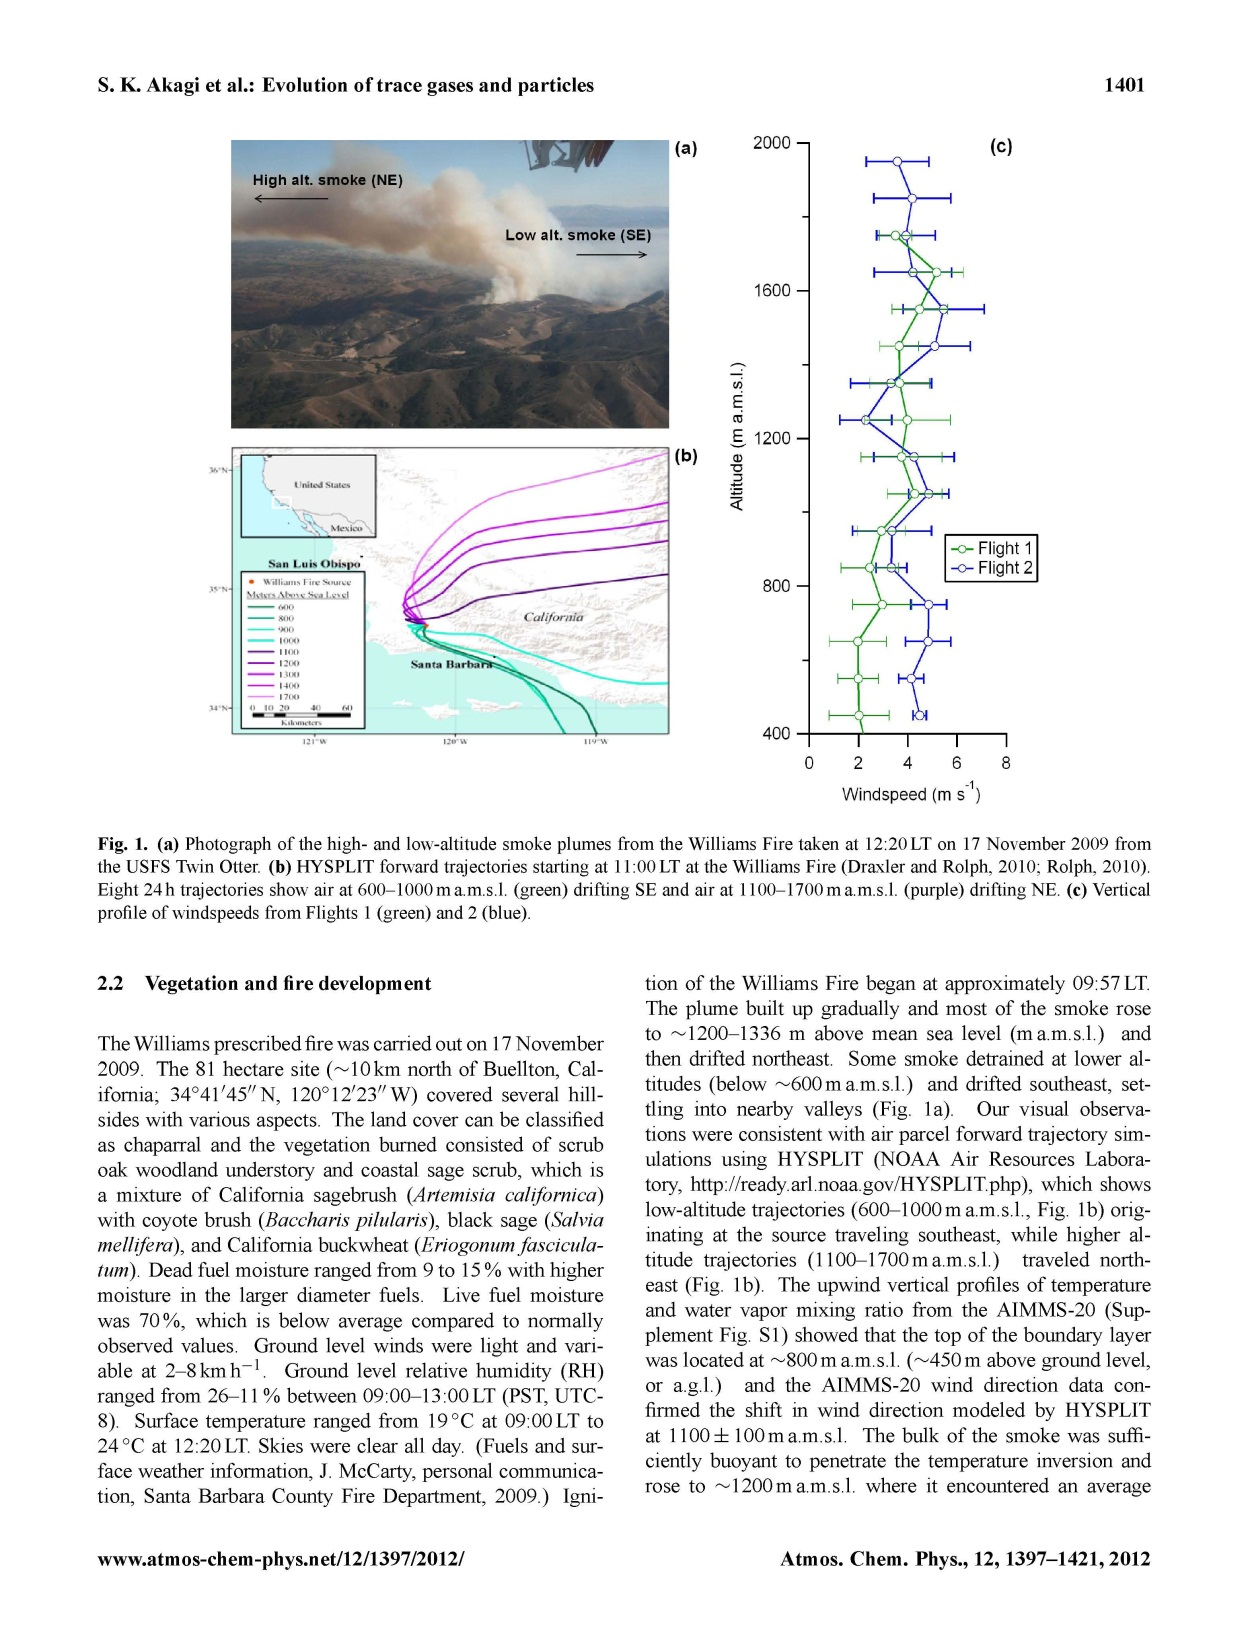 S. K. Akagi et al.: Evolution of trace gases and particles
1401
High alt. smoke (NE)
Low alt. smoke (SE)
(a)
36°N
35°N
34°N
United States
Mexico
San Luis Obispo
Williams Fire Source
Meters Above Sea Level
600
800
900
1000
1100
1200
1300
1400
1700
0 10 20 40 60
Kilometers
California
Santa Barbara
121°W
120°W
119°W
(b)
(c)
2000
1600
1200
800
400
Altitude (m a.m.s.l.)
Flight 1
Flight 2
0 2 4 6 8
Windspeed (m s⁻¹)
Fig. 1. (a) Photograph of the high- and low-altitude smoke plumes from the Williams Fire taken at 12:20 LT on 17 November 2009 from
the USFS Twin Otter. (b) HYSPLIT forward trajectories starting at 11:00 LT at the Williams Fire (Draxler and Rolph, 2010; Rolph, 2010).
Eight 24 h trajectories show air at 600–1000 m a.m.s.l. (green) drifting SE and air at 1100–1700 m a.m.s.l. (purple) drifting NE. (c) Vertical
profile of windspeeds from Flights 1 (green) and 2 (blue).
2.2 Vegetation and fire development
The Williams prescribed fire was carried out on 17 November
2009. The 81 hectare site (∼10 km north of Buellton, Cal-
ifornia; 34°41′45″ N, 120°12′23″ W) covered several hill-
sides with various aspects. The land cover can be classified
as chaparral and the vegetation burned consisted of scrub
oak woodland understory and coastal sage scrub, which is
a mixture of California sagebrush (Artemisia californica)
with coyote brush (Baccharis pilularis), black sage (Salvia
mellifera), and California buckwheat (Eriogonum fascicula-
tum). Dead fuel moisture ranged from 9 to 15 % with higher
moisture in the larger diameter fuels. Live fuel moisture
was 70 %, which is below average compared to normally
observed values. Ground level winds were light and vari-
able at 2–8 km h⁻¹. Ground level relative humidity (RH)
ranged from 26–11 % between 09:00–13:00 LT (PST, UTC-
8). Surface temperature ranged from 19 °C at 09:00 LT to
24 °C at 12:20 LT. Skies were clear all day. (Fuels and sur-
face weather information, J. McCarty, personal communica-
tion, Santa Barbara County Fire Department, 2009.) Igni-
tion of the Williams Fire began at approximately 09:57 LT.
The plume built up gradually and most of the smoke rose
to ∼1200–1336 m above mean sea level (m a.m.s.l.) and
then drifted northeast. Some smoke detrained at lower al-
titudes (below ∼600 m a.m.s.l.) and drifted southeast, set-
tling into nearby valleys (Fig. 1a). Our visual observa-
tions were consistent with air parcel forward trajectory sim-
ulations using HYSPLIT (NOAA Air Resources Labora-
tory, http://ready.arl.noaa.gov/HYSPLIT.php), which shows
low-altitude trajectories (600–1000 m a.m.s.l., Fig. 1b) orig-
inating at the source traveling southeast, while higher al-
titude trajectories (1100–1700 m a.m.s.l.) traveled north-
east (Fig. 1b). The upwind vertical profiles of temperature
and water vapor mixing ratio from the AIMMS-20 (Sup-
plement Fig. S1) showed that the top of the boundary layer
was located at ∼800 m a.m.s.l. (∼450 m above ground level,
or a.g.l.) and the AIMMS-20 wind direction data con-
firmed the shift in wind direction modeled by HYSPLIT
at 1100 ± 100 m a.m.s.l. The bulk of the smoke was suffi-
ciently buoyant to penetrate the temperature inversion and
rose to ∼1200 m a.m.s.l. where it encountered an average
www.atmos-chem-phys.net/12/1397/2012/
Atmos. Chem. Phys., 12, 1397–1421, 2012